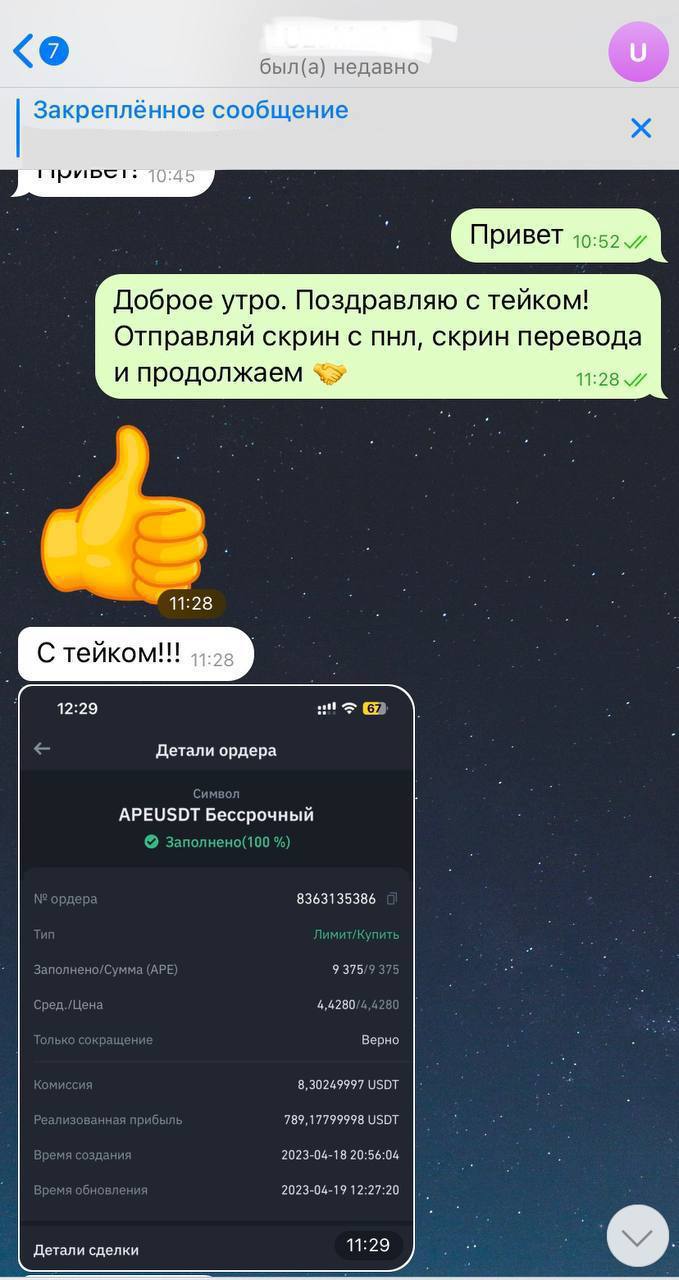 7
был(а) недавно
U
Закреплённое сообщение
Привет! 10:45
Привет 10:52
Доброе утро. Поздравляю с тейком!
Отправляй скрин с пнл, скрин перевода
и продолжаем 🤝 11:28
11:28
С тейком!!! 11:28
12:29 67
Детали ордера
Символ
APEUSDT Бессрочный
Заполнено(100 %)
№ ордера 8363135386
Тип Лимит/Купить
Заполнено/Сумма (APE) 9 375/9 375
Сред./Цена 4,4280/4,4280
Только сокращение Верно
Комиссия 8,30249997 USDT
Реализованная прибыль 789,17799998 USDT
Время создания 2023-04-18 20:56:04
Время обновления 2023-04-19 12:27:20
Детали сделки 11:29